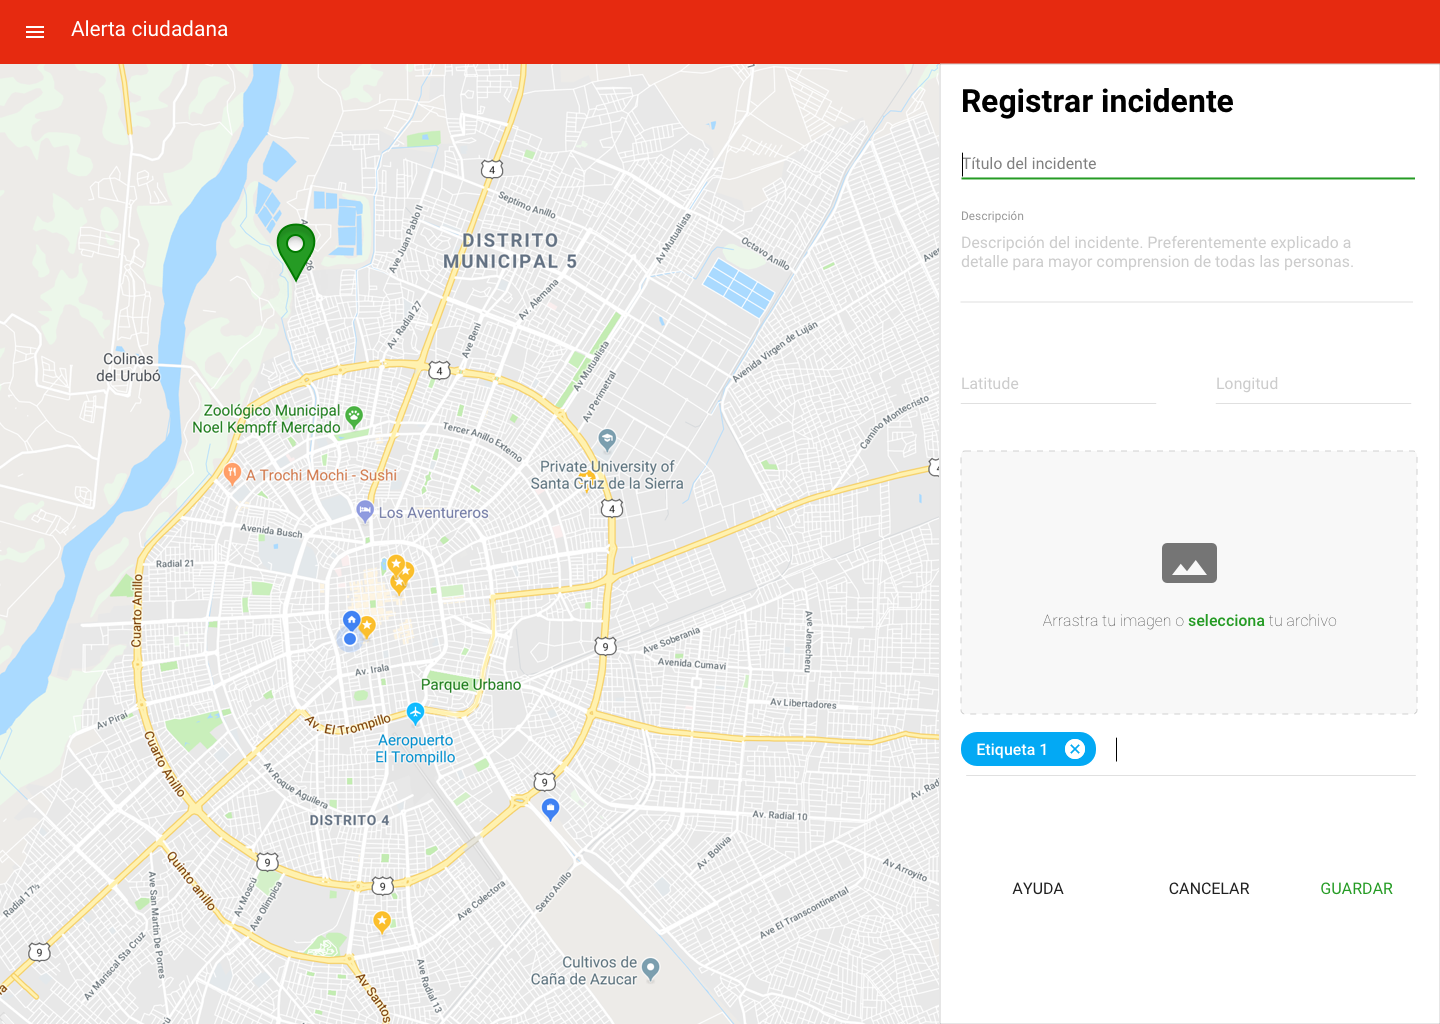 Alerta ciudadana
4
Septimo Anillo
Ave Juan Pablo II
DISTRITO
MUNICIPAL 5
Av Mutualista
Octavo Anillo
Av. Alemana
Av. Radial 27
Ave Beni
Avenida Virgen de Luján
Colinas
del Urubó
4
Av Mutualista
Av Perimetral
Zoológico Municipal
Noel Kempff Mercado
Tercer Anillo Externo
Camino Montecristo
A Trochi Mochi - Sushi
Private University of
Santa Cruz de la Sierra
4
Los Aventureros
4
Avenida Busch
Radial 21
Cuarto Anillo
Ave Soberania
Ave Jenecheru
9
Avenida Cumavi
Av. Irala
Parque Urbano
Av Libertadores
Av Piraí
Av. El Trompillo
Aeropuerto
El Trompillo
Cuarto Anillo
Av Roque Aguilera
9
Av. Rad
DISTRITO 4
Av. Radial 10
Quinto anillo
9
Av. Bolivia
Av Arroyito
Radial 17½
Ave San Martin De Porres
Av Moscú
Ave Olimpica
9
Ave Colectora
Sexto Anillo
Ave El Transcontinental
9
Av Mariscal Sta Cruz
Cultivos de
Caña de Azucar
Av Santos
Ave Radial 13
Registrar incidente
Título del incidente
Descripción
Descripción del incidente. Preferentemente explicado a
detalle para mayor comprension de todas las personas.
Latitude
Longitud
Arrastra tu imagen o selecciona tu archivo
Etiqueta 1
AYUDA
CANCELAR
GUARDAR